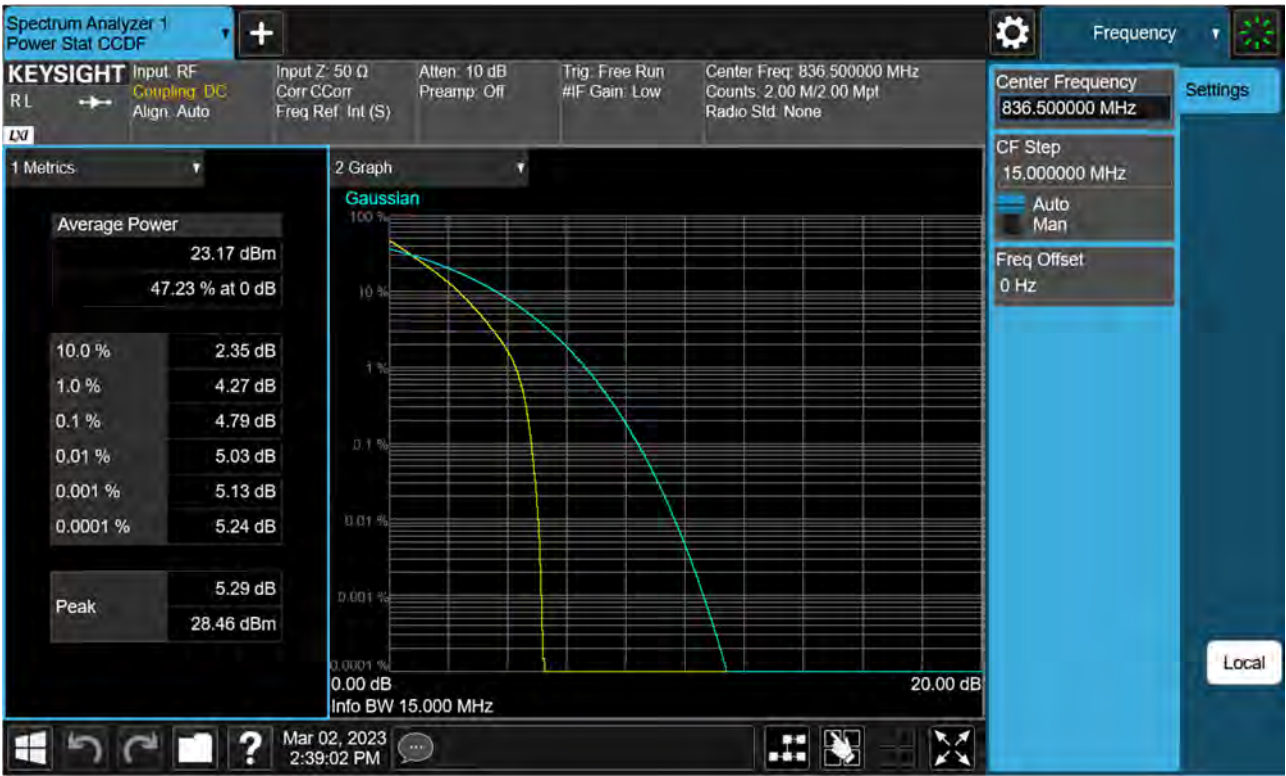 Spectrum Analyzer 1
Power Stat CCDF
+
Frequency
KEYSIGHT
R L
LXI
Input: RF
Coupling: DC
Align: Auto
Input Z: 50 Ω
Corr CCorr
Freq Ref: Int (S)
Atten: 10 dB
Preamp: Off
Trig: Free Run
#IF Gain: Low
Center Freq: 836.500000 MHz
Counts: 2.00 M/2.00 Mpt
Radio Std: None
Center Frequency
836.500000 MHz
Settings
CF Step
15.000000 MHz
Auto
Man
Freq Offset
0 Hz
1 Metrics
Average Power
23.17 dBm
47.23 % at 0 dB
10.0 % 2.35 dB
1.0 % 4.27 dB
0.1 % 4.79 dB
0.01 % 5.03 dB
0.001 % 5.13 dB
0.0001 % 5.24 dB
Peak
5.29 dB
28.46 dBm
2 Graph
Gaussian
100 %
10 %
1 %
0.1 %
0.01 %
0.001 %
0.0001 %
0.00 dB 20.00 dB
Info BW 15.000 MHz
Local
?
Mar 02, 2023
2:39:02 PM